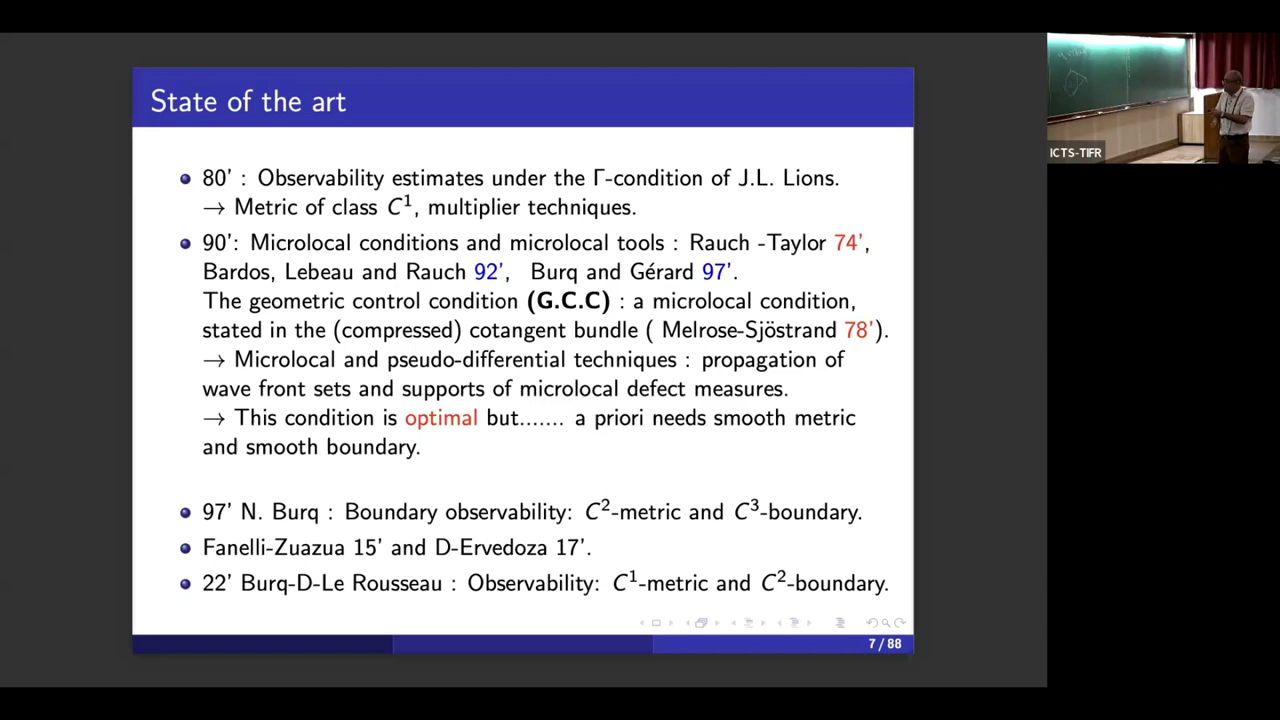 State of the art
80' : Observability estimates under the Γ-condition of J.L. Lions.
→ Metric of class C¹, multiplier techniques.
90': Microlocal conditions and microlocal tools : Rauch -Taylor 74',
Bardos, Lebeau and Rauch 92', Burq and Gérard 97'.
The geometric control condition (G.C.C) : a microlocal condition,
stated in the (compressed) cotangent bundle ( Melrose-Sjöstrand 78').
→ Microlocal and pseudo-differential techniques : propagation of
wave front sets and supports of microlocal defect measures.
→ This condition is optimal but....... a priori needs smooth metric
and smooth boundary.
97' N. Burq : Boundary observability: C²-metric and C³-boundary.
Fanelli-Zuazua 15' and D-Ervedoza 17'.
22' Burq-D-Le Rousseau : Observability: C¹-metric and C²-boundary.
7 / 88
ICTS-TIFR